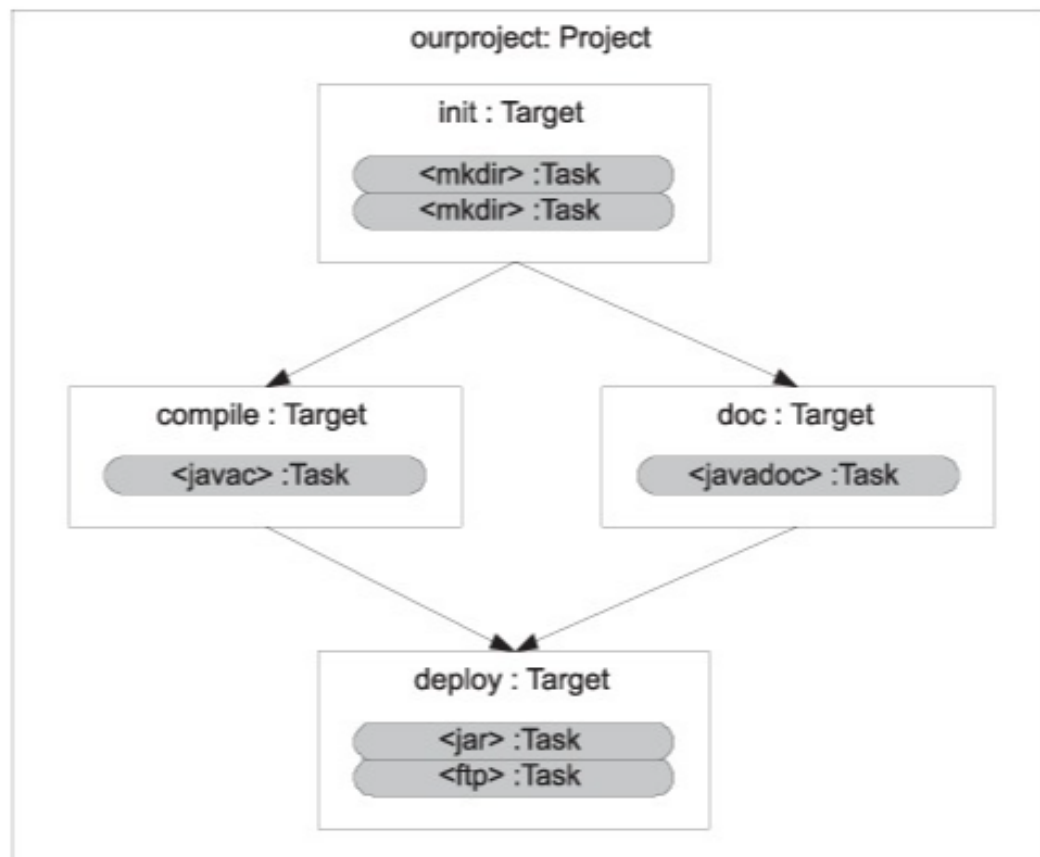 ourproject: Project
init : Target
<mkdir> :Task
<mkdir> :Task
compile : Target
<javac> :Task
doc : Target
<javadoc> :Task
deploy : Target
<jar> :Task
<ftp> :Task